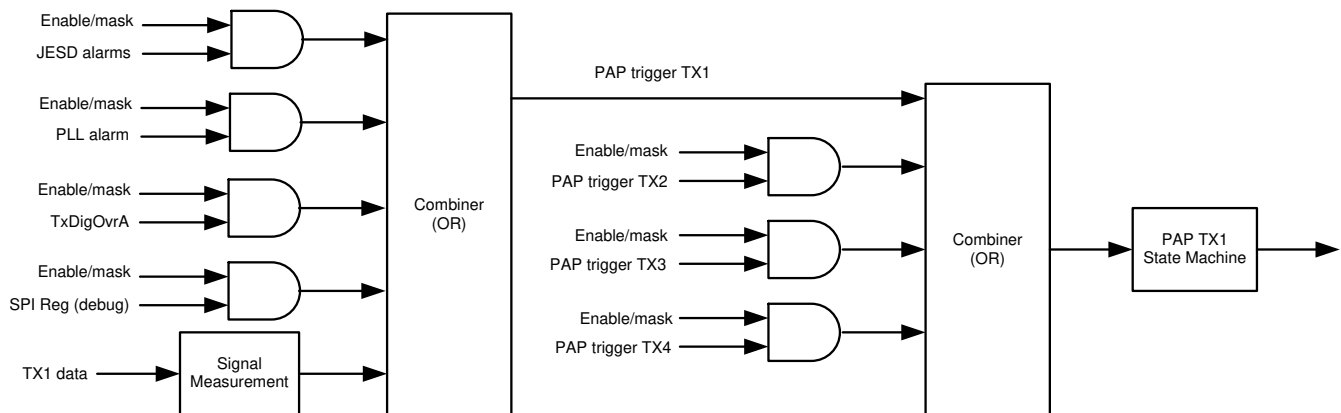 Enable/mask
JESD alarms
Enable/mask
PLL alarm
Enable/mask
TxDigOvrA
Enable/mask
SPI Reg (debug)
TX1 data
Signal
Measurement
Combiner
(OR)
PAP trigger TX1
Enable/mask
PAP trigger TX2
Enable/mask
PAP trigger TX3
Enable/mask
PAP trigger TX4
Combiner
(OR)
PAP TX1
State Machine